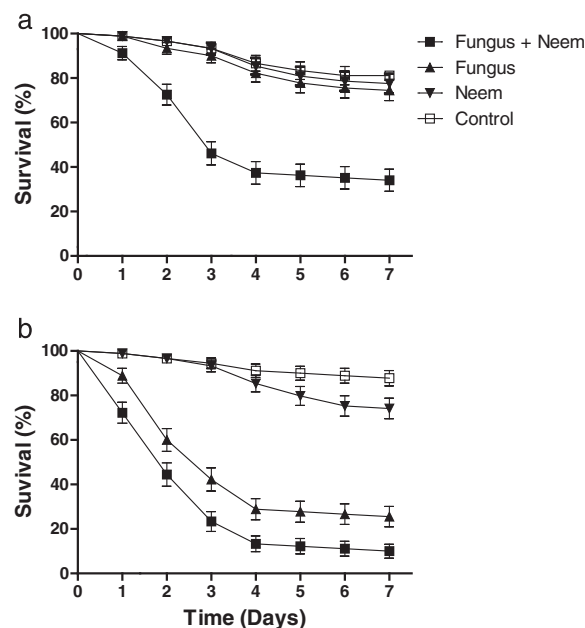 a
100
80
60
40
20
0
Survival (%)
0 1 2 3 4 5 6 7
Fungus + Neem
Fungus
Neem
Control
b
100
80
60
40
20
0
Suvival (%)
0 1 2 3 4 5 6 7
Time (Days)